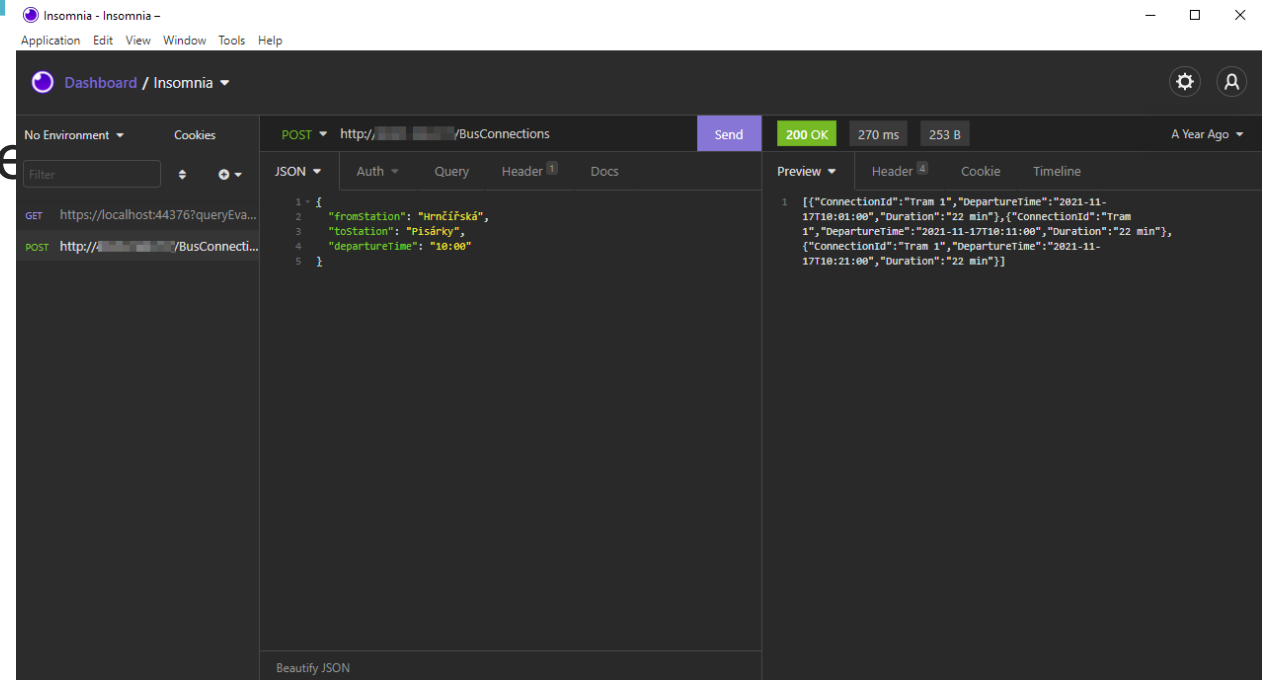 Insomnia - Insomnia –
Application Edit View Window Tools Help
Dashboard / Insomnia
No Environment Cookies
POST http:/ /BusConnections Send
200 OK 270 ms 253 B A Year Ago
e
Filter
JSON Auth Query Header 1 Docs
Preview Header 4 Cookie Timeline
GET https://localhost:44376?queryEva...
POST http:// /BusConnecti...
1 {
2 "fromStation": "Hrnčířská",
3 "toStation": "Pisárky",
4 "departureTime": "10:00"
5 }
1 [{"ConnectionId":"Tram 1","DepartureTime":"2021-11-
17T10:01:00","Duration":"22 min"},{"ConnectionId":"Tram
1","DepartureTime":"2021-11-17T10:11:00","Duration":"22 min"},
{"ConnectionId":"Tram 1","DepartureTime":"2021-11-
17T10:21:00","Duration":"22 min"}]
Beautify JSON